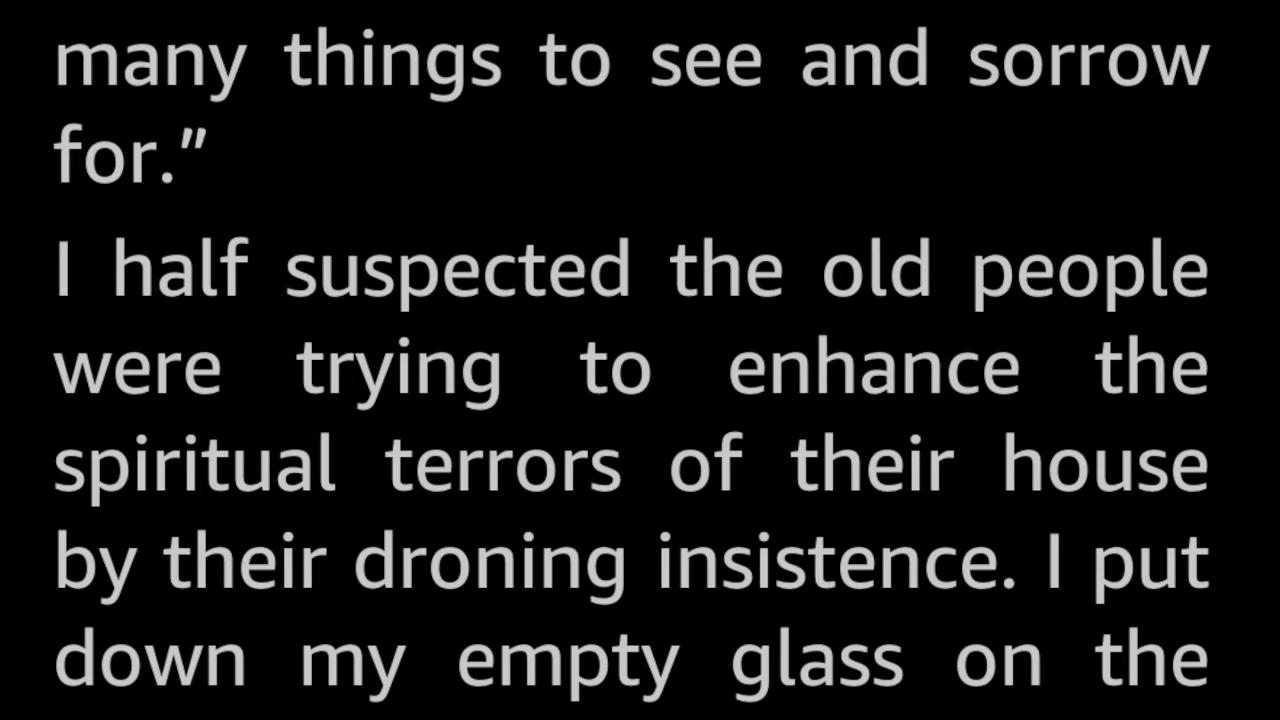 many things to see and sorrow
for.”
I half suspected the old people
were trying to enhance the
spiritual terrors of their house
by their droning insistence. I put
down my empty glass on the